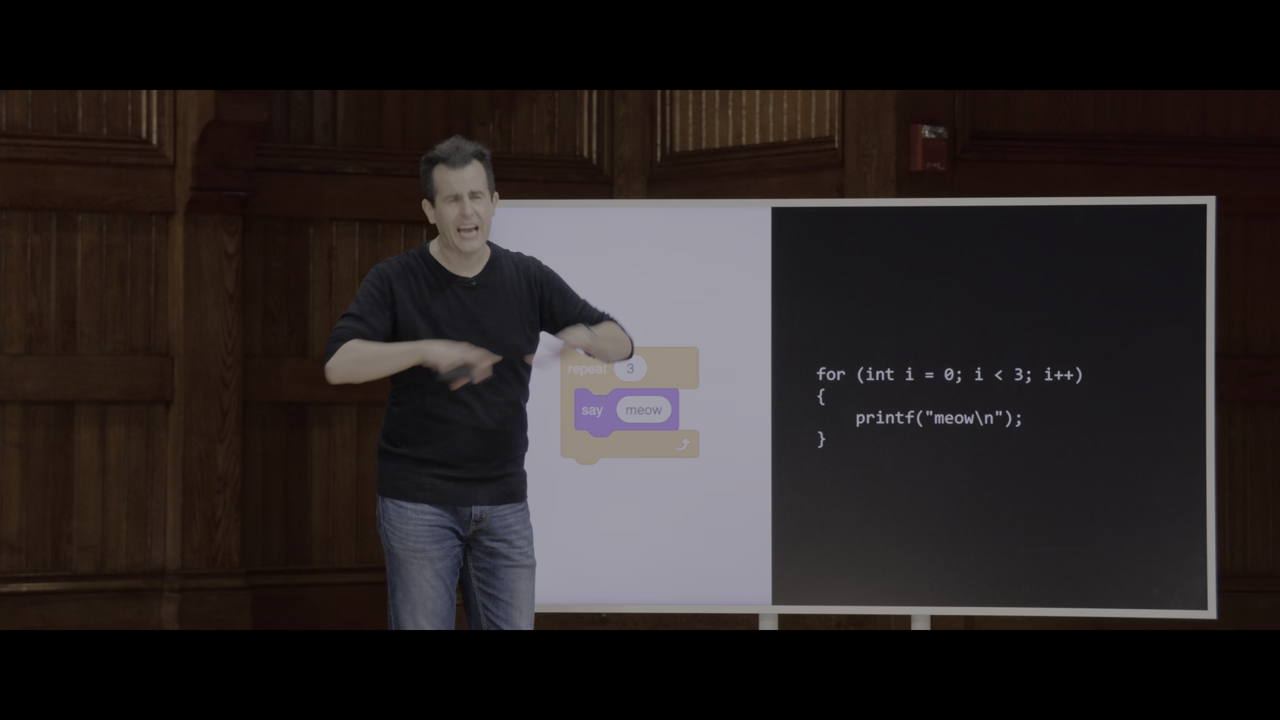 repeat 3
say meow
for (int i = 0; i < 3; i++)
{
    printf("meow\n");
}